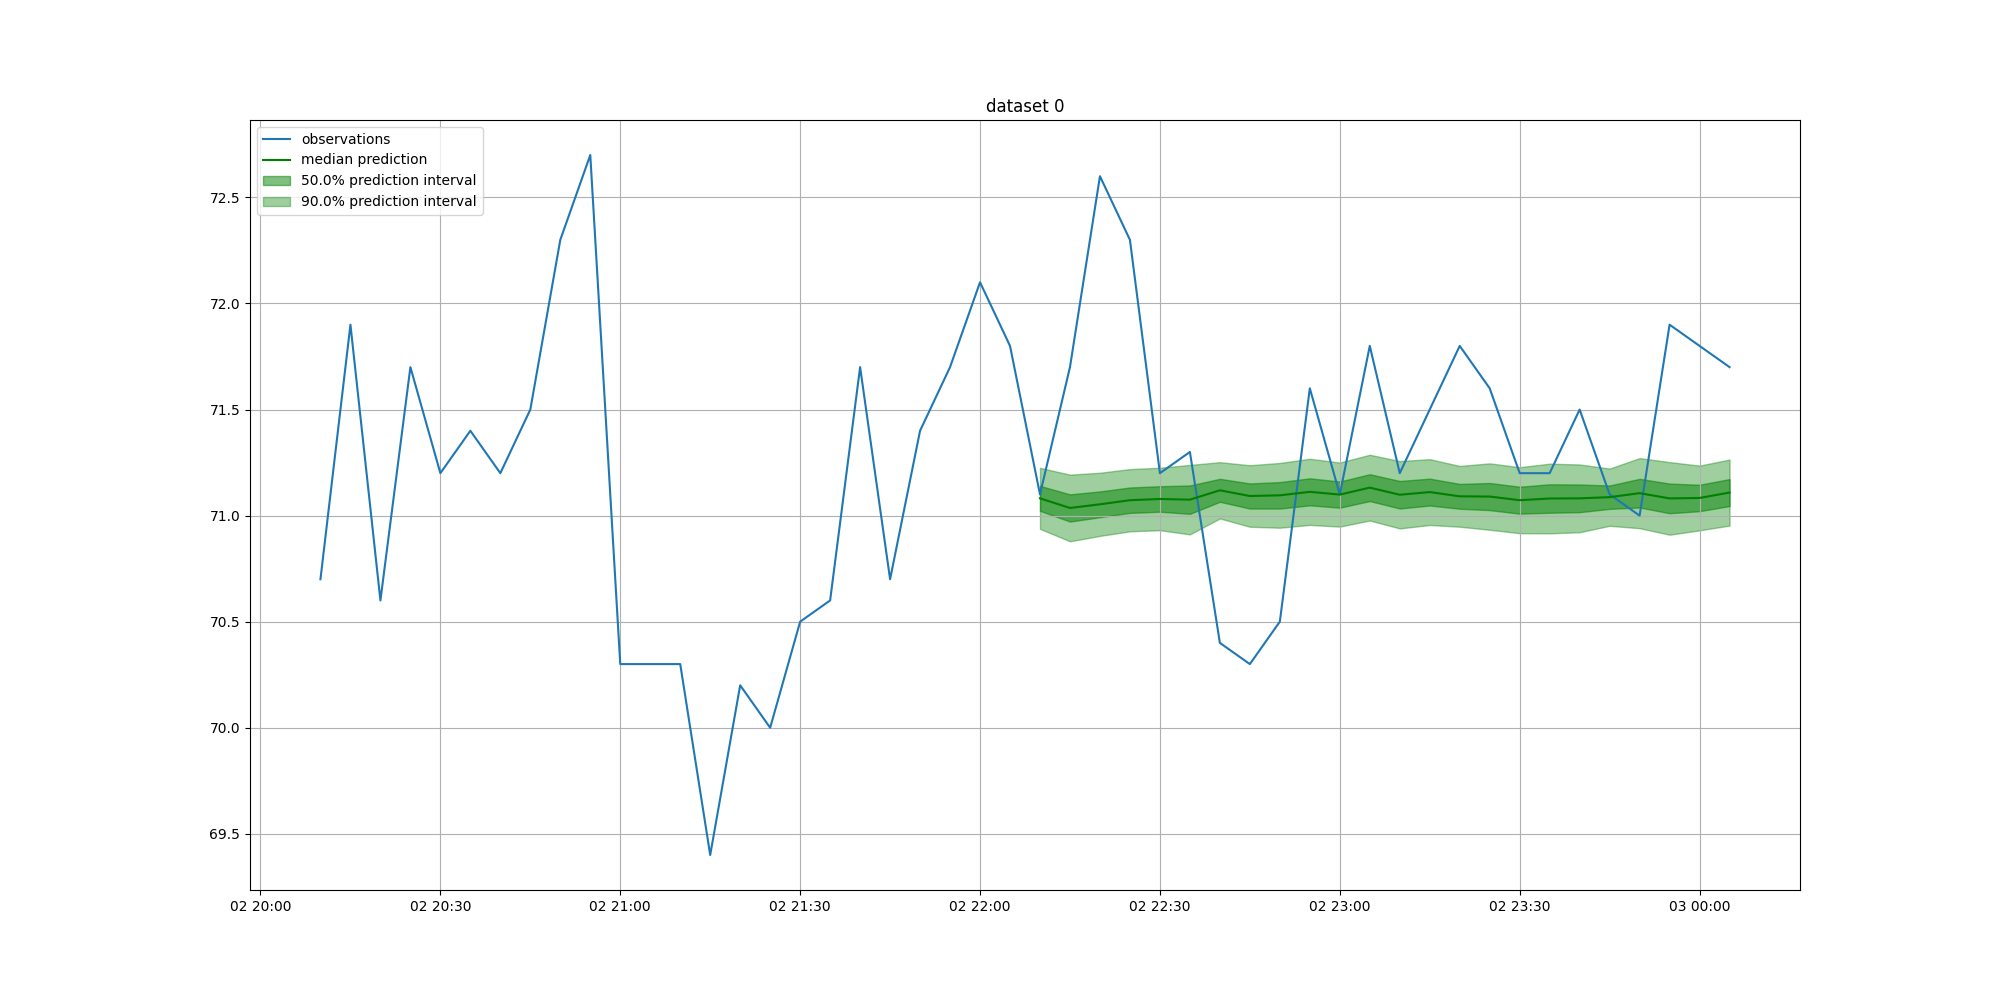 dataset 0
observations
median prediction
50.0% prediction interval
90.0% prediction interval
72.5
72.0
71.5
71.0
70.5
70.0
69.5
02 20:00 02 20:30 02 21:00 02 21:30 02 22:00 02 22:30 02 23:00 02 23:30 03 00:00